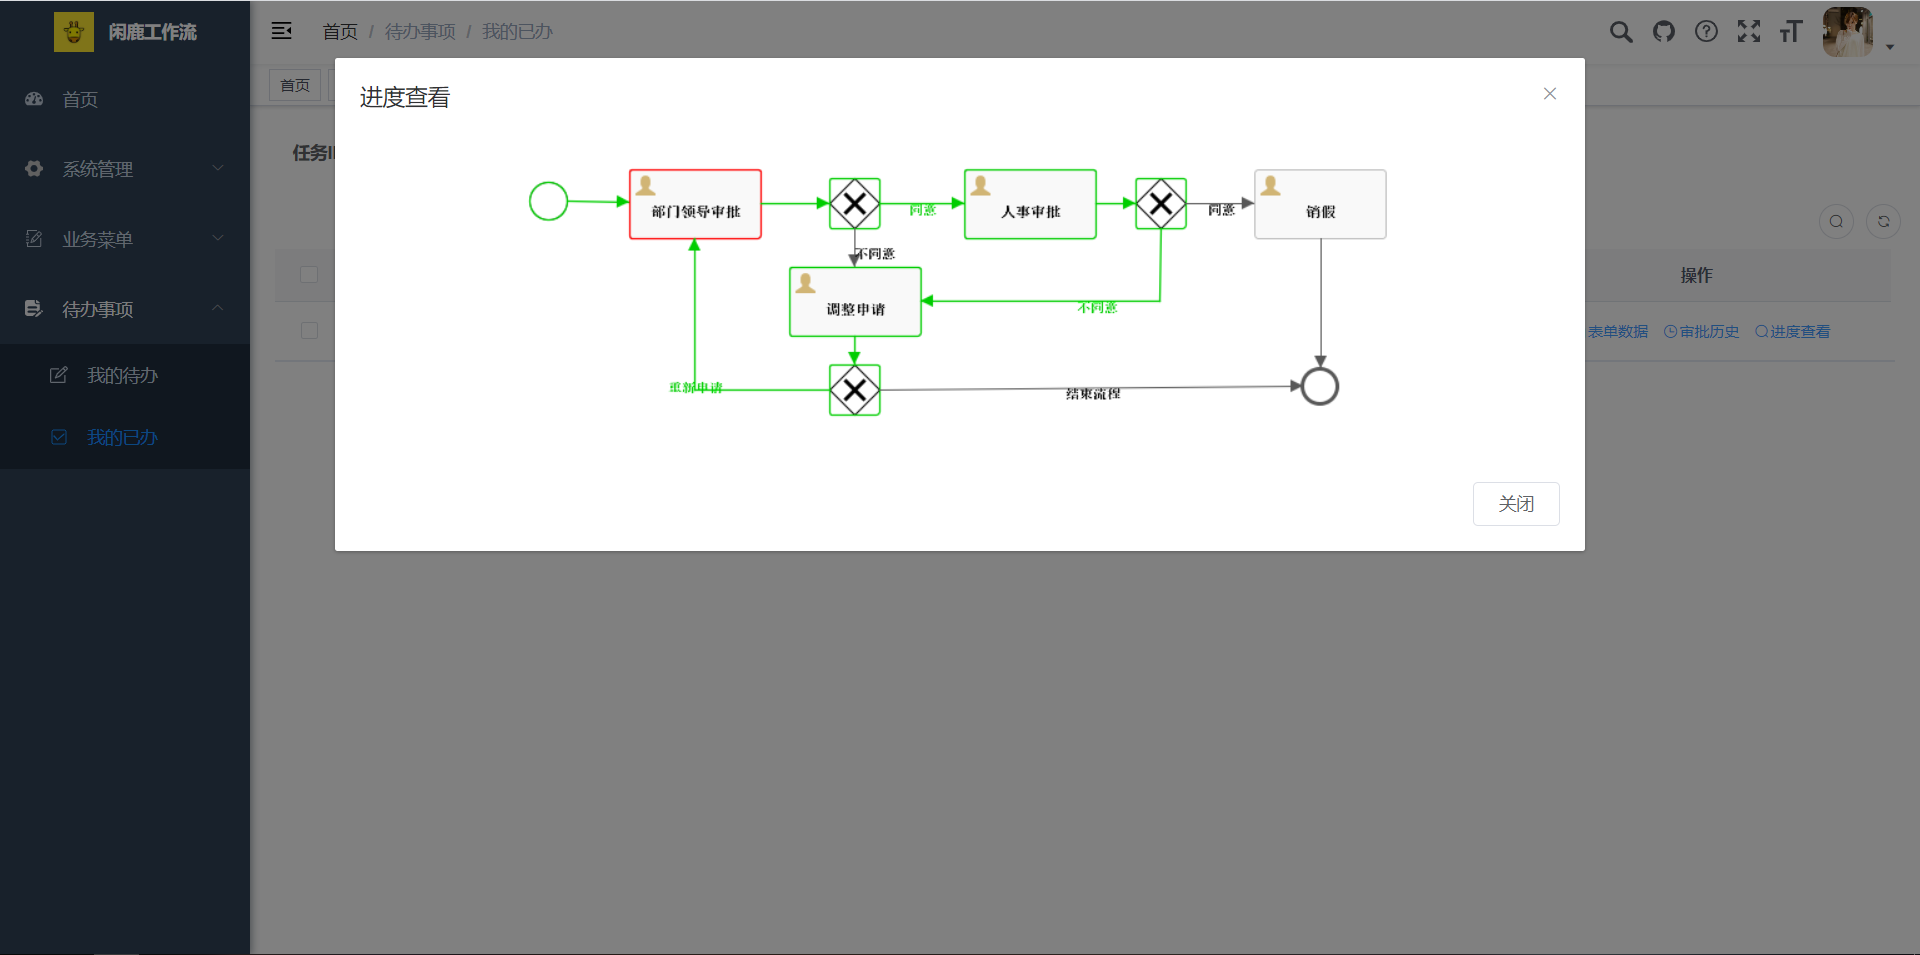 闲鹿工作流
首页 / 待办事项 / 我的已办
首页
首页
系统管理
业务菜单
待办事项
我的待办
我的已办
任务I
进度查看
部门领导审批
同意
人事审批
同意
销假
不同意
调整申请
不同意
重新申请
结束流程
关闭
操作
表单数据 审批历史 进度查看